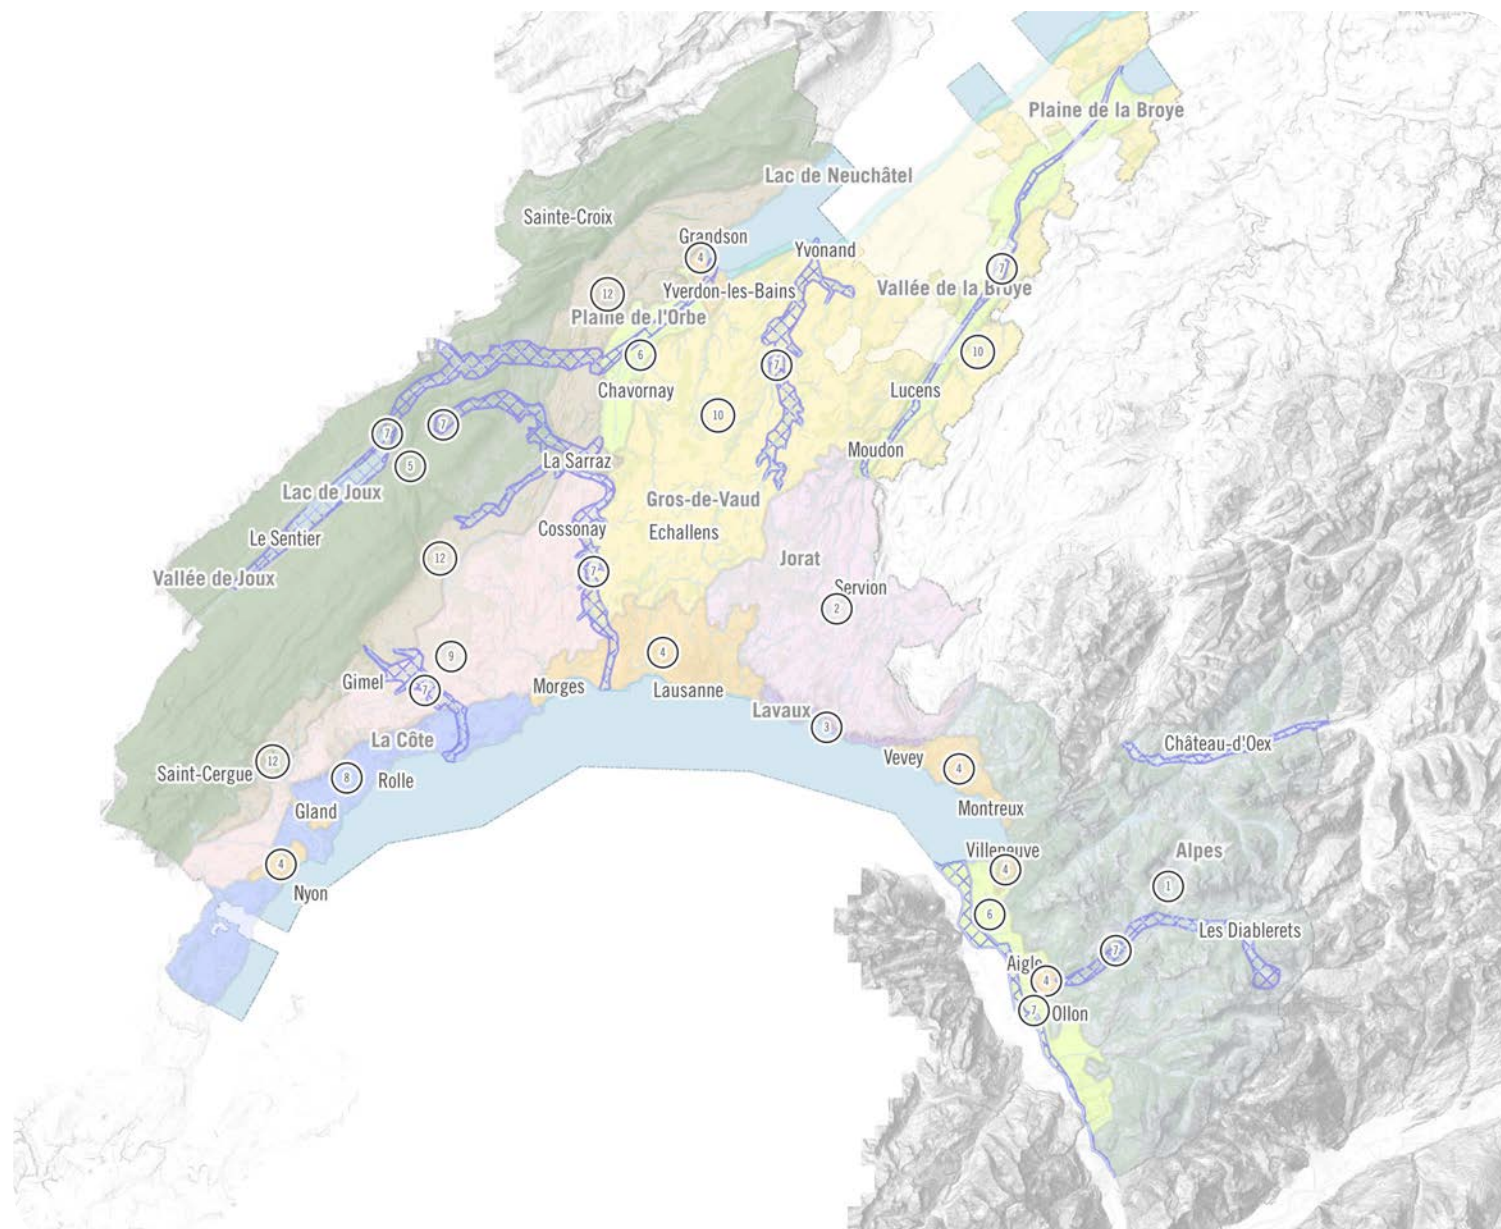 Plaine de la Broye
Lac de Neuchâtel
Sainte-Croix
Grandson
4
Yvonand
7
12
Yverdon-les-Bains
Vallée de la Broye
Plaine de l'Orbe
6
7
10
Chavornay
Lucens
10
7
7
5
Moudon
La Sarraz
Lac de Joux
Gros-de-Vaud
Cossonay
Echallens
Le Sentier
12
Jorat
Vallée de Joux
7
Servion
2
9
4
Gimel
7
Morges
Lausanne
Lavaux
3
La Côte
Château-d'Oex
Saint-Cergue
12
8
Rolle
Vevey
4
Gland
Montreux
4
Villeneuve
4
Alpes
1
Nyon
6
Les Diablerets
7
Aigle
4
7
Ollon